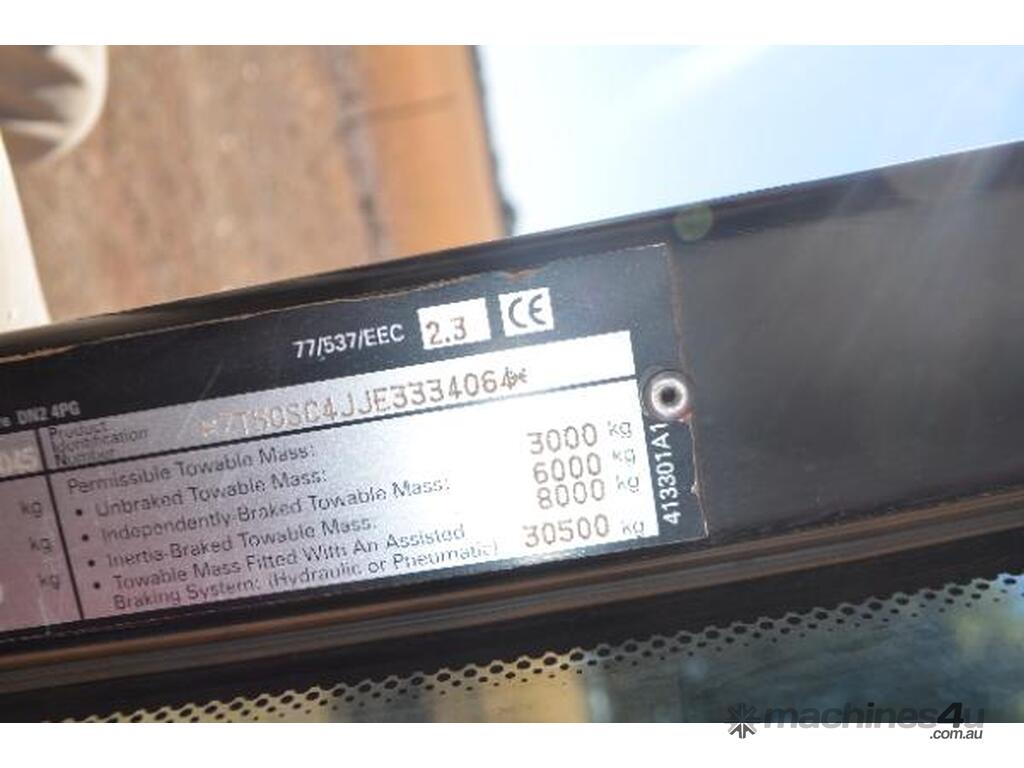 77/537/EEC 2.3 CE
DN2 4PG
Product
Identification
Number
Permissible Towable Mass:
• Unbraked Towable Mass: 3000 kg
• Independently-Braked Towable Mass: 6000 kg
• Inertia-Braked Towable Mass: 8000 kg
• Towable Mass Fitted With An Assisted
Braking System: (Hydraulic or Pneumatic) 30500 kg
kg
kg
kg
413301A1
machines4u
.com.au